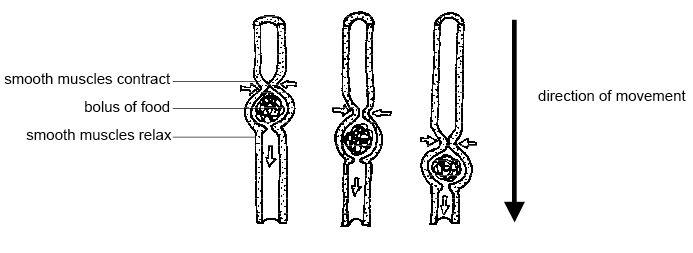 smooth muscles contract
bolus of food
smooth muscles relax
direction of movement